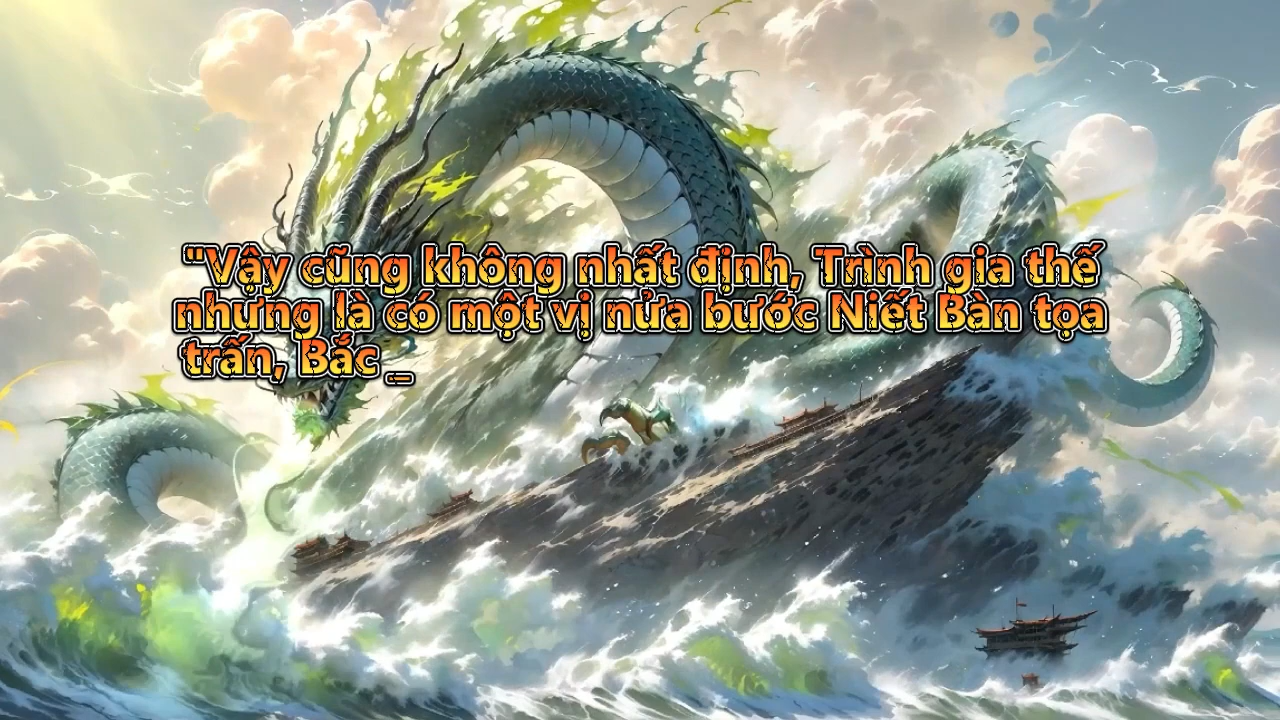 "Vậy cũng không nhất định, Trình gia thế
nhưng là có một vị nửa bước Niết Bàn tọa
trấn, Bắc _